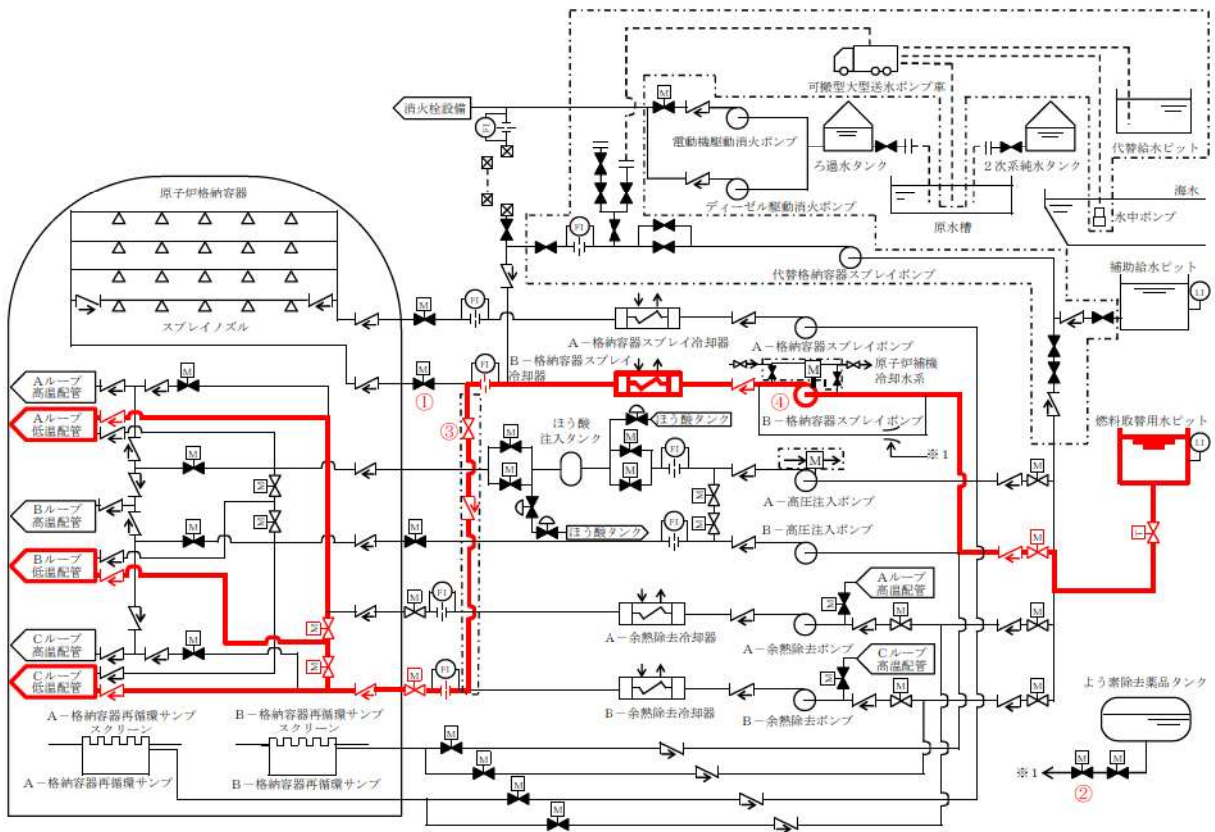 可搬型大型送水ポンプ車
消火栓設備
M
FI
電動機駆動消火ポンプ
ろ過水タンク
2次系純水タンク
代替給水ピット
ディーゼル駆動消火ポンプ
原水槽
海水
水中ポンプ
原子炉格納容器
FI
代替格納容器スプレイポンプ
補助給水ピット
LI
スプレイノズル
M
FI
A-格納容器スプレイ冷却器
A-格納容器スプレイポンプ
B-格納容器スプレイ
冷却器
原子炉補機
冷却水系
M
Aループ
高温配管
M
M
FI
①
④
B-格納容器スプレイポンプ
Aループ
低温配管
③
ほう酸
注入タンク
ほう酸タンク
※1
燃料取替用水ピット
LI
M
M
M
M
M
FI
M
M
A-高圧注入ポンプ
M
M
M
T
Bループ
高温配管
M
M
M
M
FI
ほう酸タンク
B-高圧注入ポンプ
M
Bループ
低温配管
M
FI
Aループ
高温配管
M
M
M
M
A-余熱除去冷却器
A-余熱除去ポンプ
Cループ
高温配管
M
M
M
FI
Cループ
高温配管
M
M
M
Cループ
低温配管
B-余熱除去冷却器
B-余熱除去ポンプ
よう素除去薬品タンク
A-格納容器再循環サンプ
スクリーン
B-格納容器再循環サンプ
スクリーン
M
M
A-格納容器再循環サンプ
B-格納容器再循環サンプ
M
M
※1
M
M
②